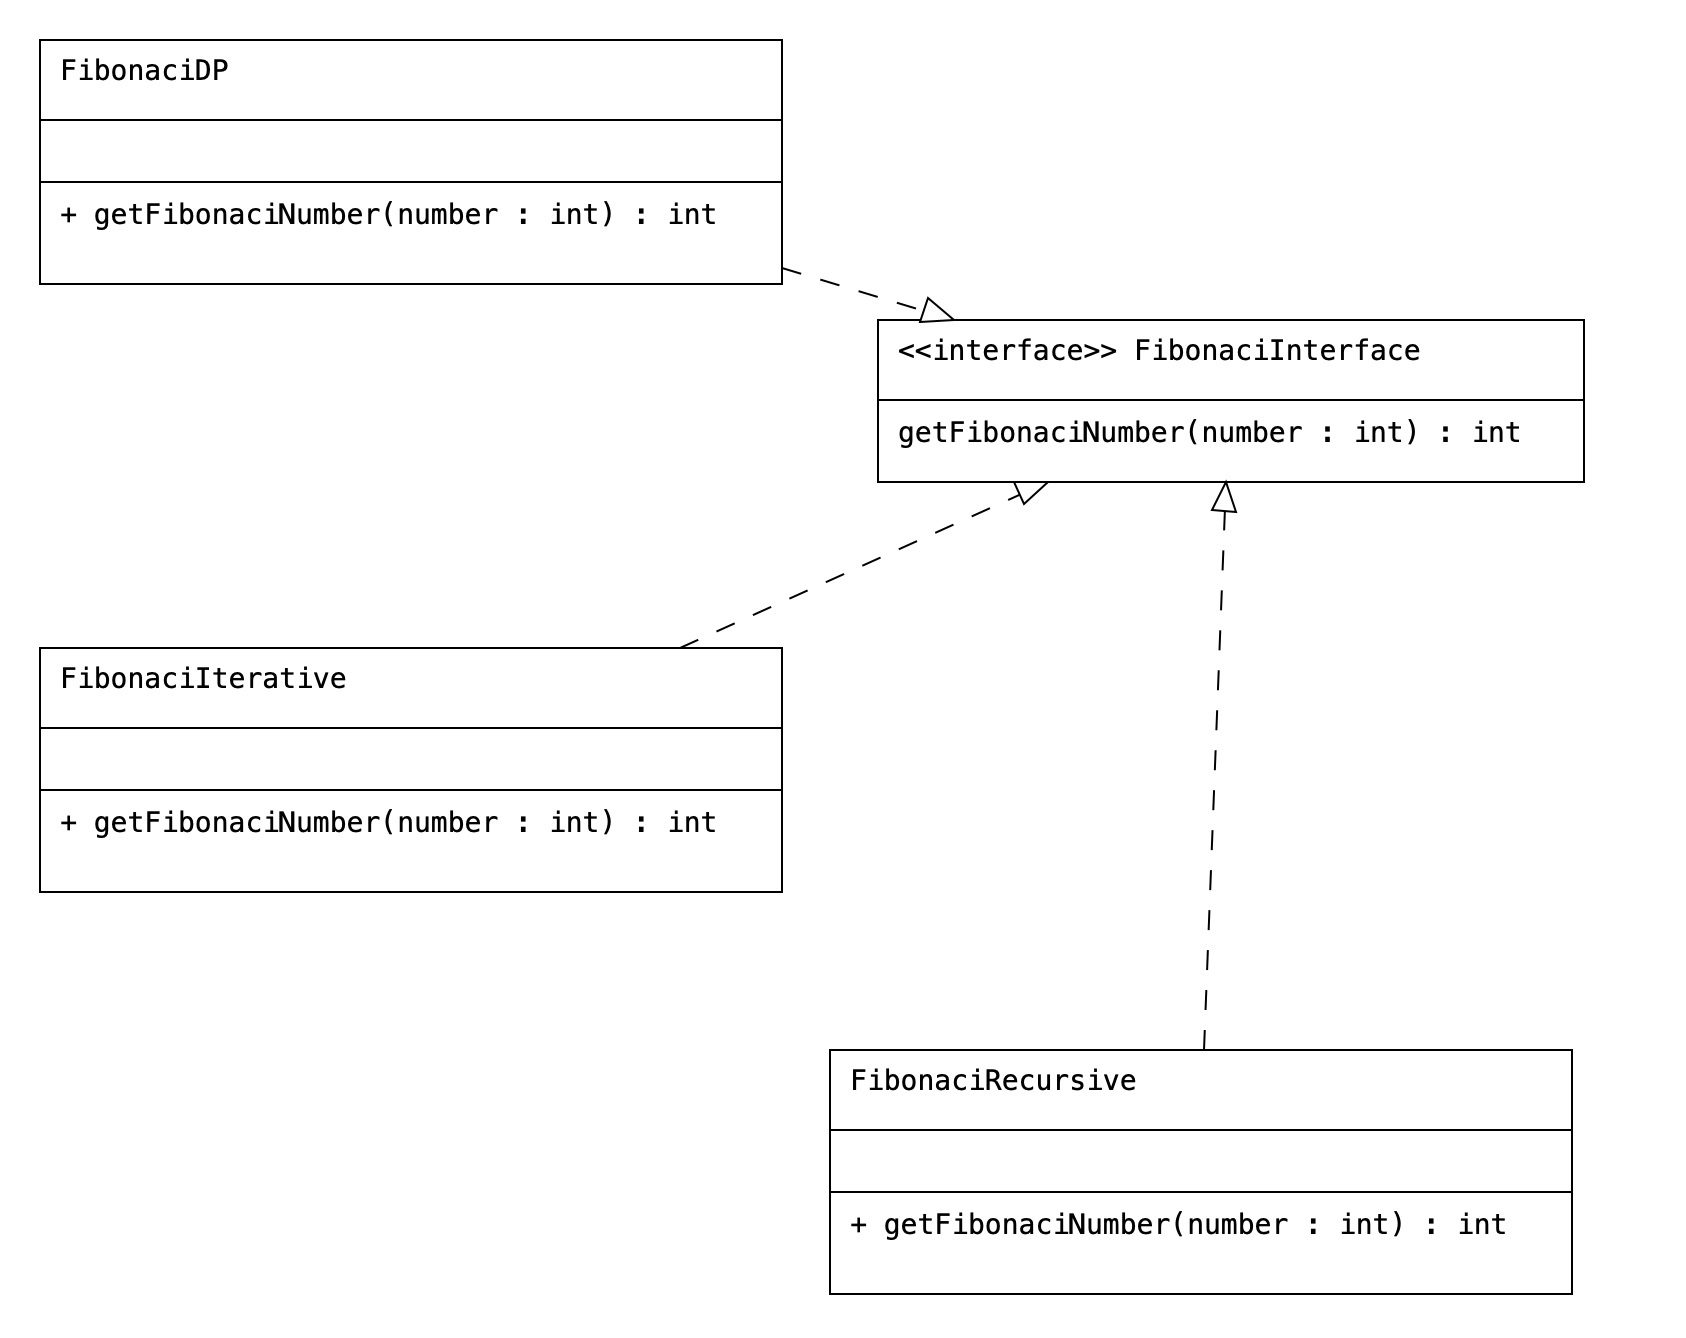 FibonaciDP
+ getFibonaciNumber(number : int) : int
<<interface>> FibonaciInterface
getFibonaciNumber(number : int) : int
FibonaciIterative
+ getFibonaciNumber(number : int) : int
FibonaciRecursive
+ getFibonaciNumber(number : int) : int